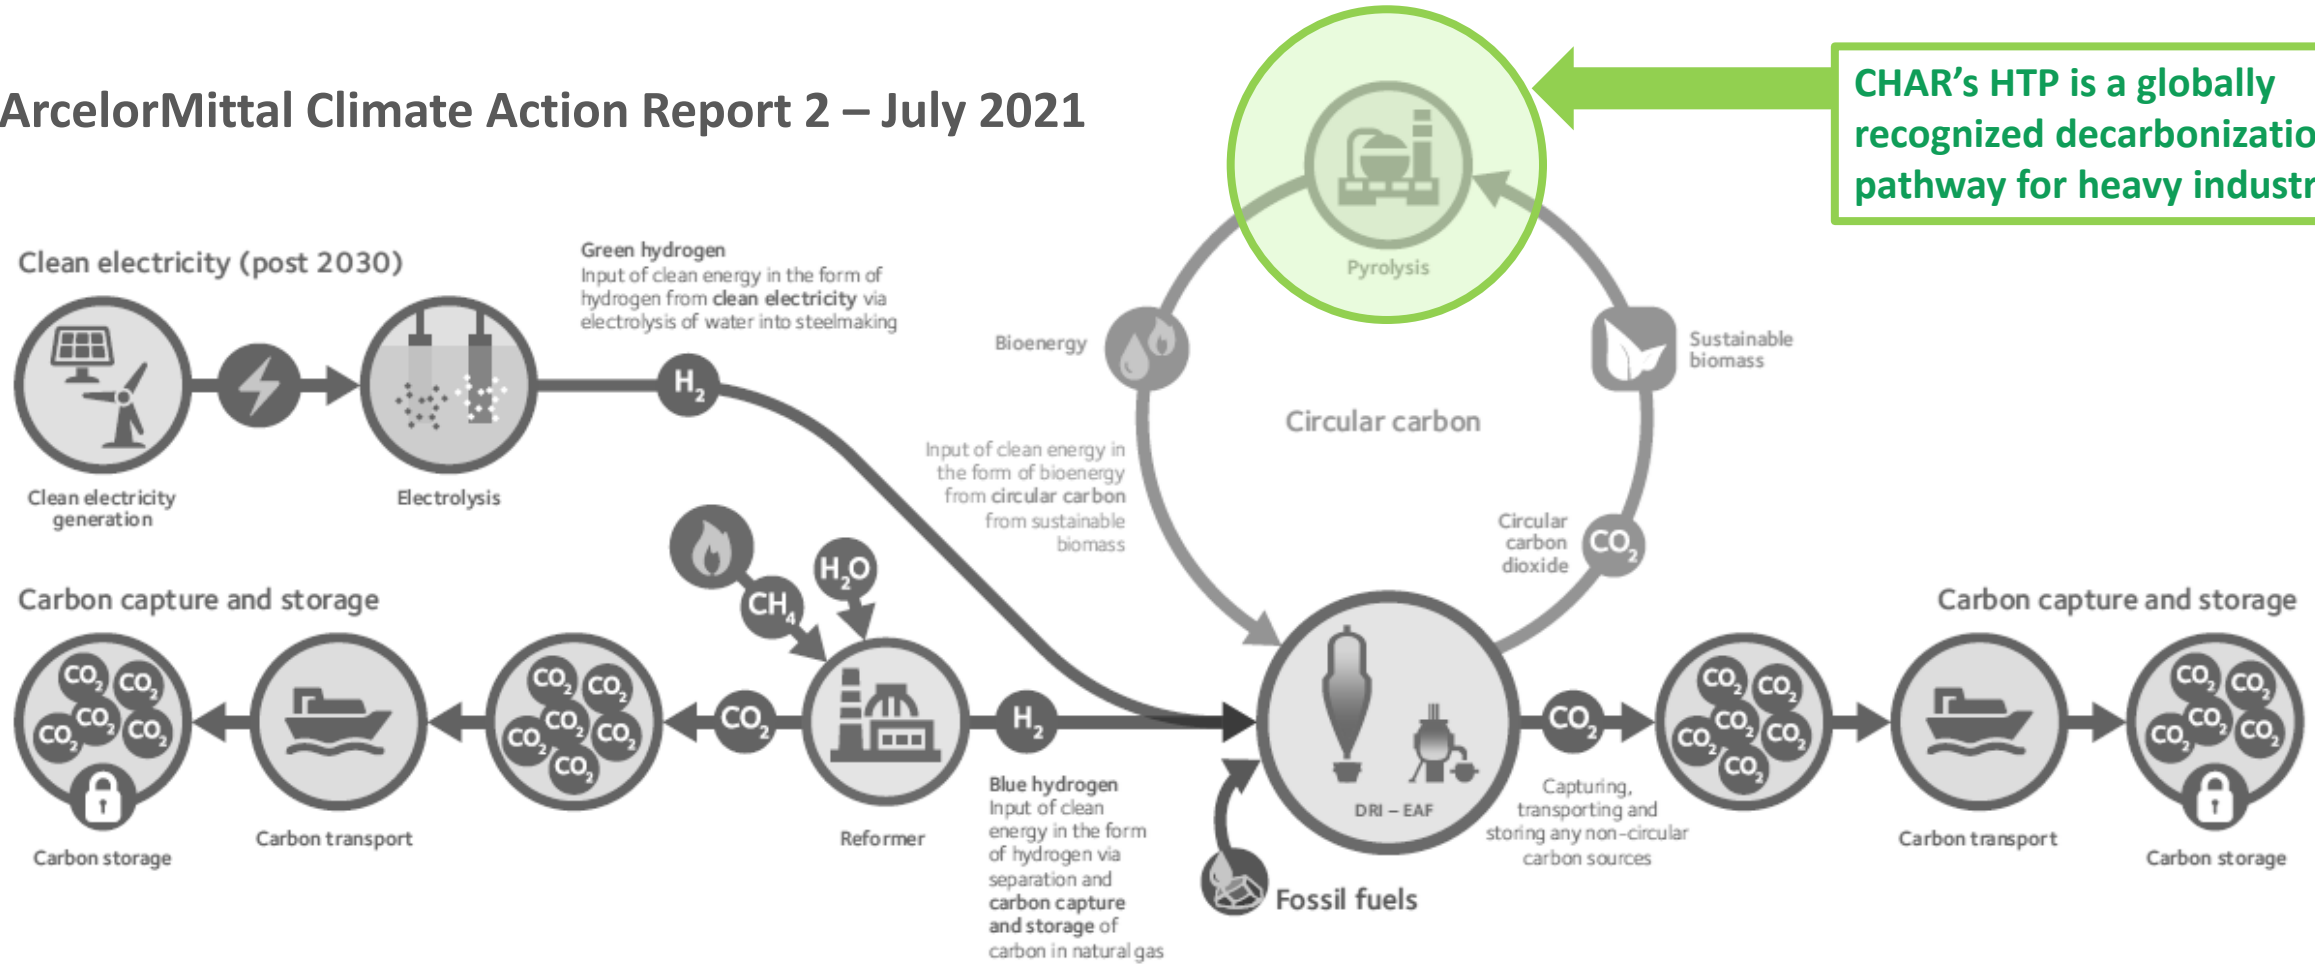 ArcelorMittal Climate Action Report 2 – July 2021
CHAR's HTP is a globally
recognized decarbonizatio
pathway for heavy industr
Pyrolysis
Clean electricity (post 2030)
Green hydrogen
Input of clean energy in the form of
hydrogen from clean electricity via
electrolysis of water into steelmaking
H2
Clean electricity
generation
Electrolysis
Bioenergy
Sustainable
biomass
Circular carbon
Input of clean energy in
the form of bioenergy
from circular carbon
from sustainable
biomass
Circular
carbon
dioxide
CO2
Carbon capture and storage
CH4
H2O
CO2
CO2
CO2
CO2
CO2
Carbon storage
Carbon transport
CO2
CO2
CO2
CO2
CO2
CO2
CO2
Reformer
H2
Blue hydrogen
Input of clean
energy in the form
of hydrogen via
separation and
carbon capture
and storage of
carbon in natural gas
DRI – EAF
Fossil fuels
CO2
Capturing,
transporting and
storing any non-circular
carbon sources
Carbon capture and storage
CO2
CO2
CO2
CO2
CO2
CO2
Carbon transport
CO2
CO2
CO2
CO2
CO2
Carbon storage